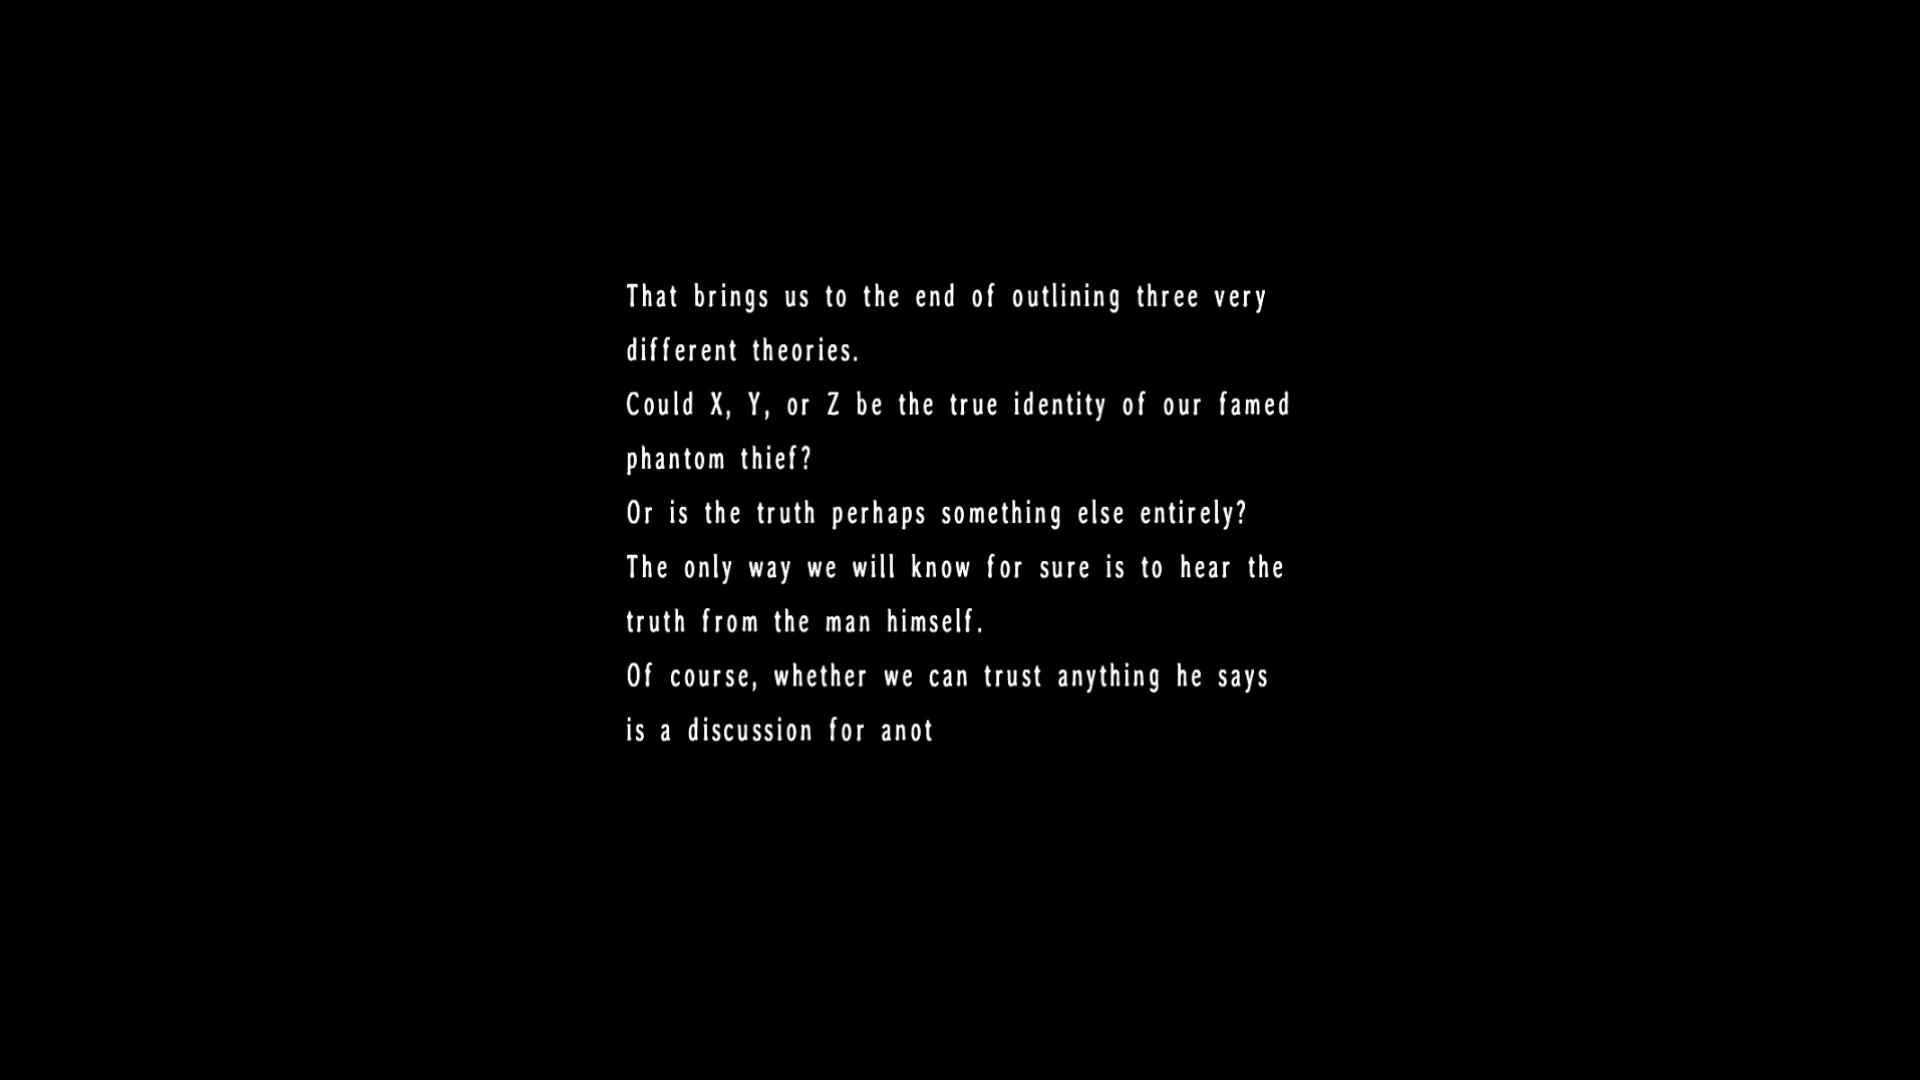 That brings us to the end of outlining three very
different theories.
Could X, Y, or Z be the true identity of our famed
phantom thief?
Or is the truth perhaps something else entirely?
The only way we will know for sure is to hear the
truth from the man himself.
Of course, whether we can trust anything he says
is a discussion for anot